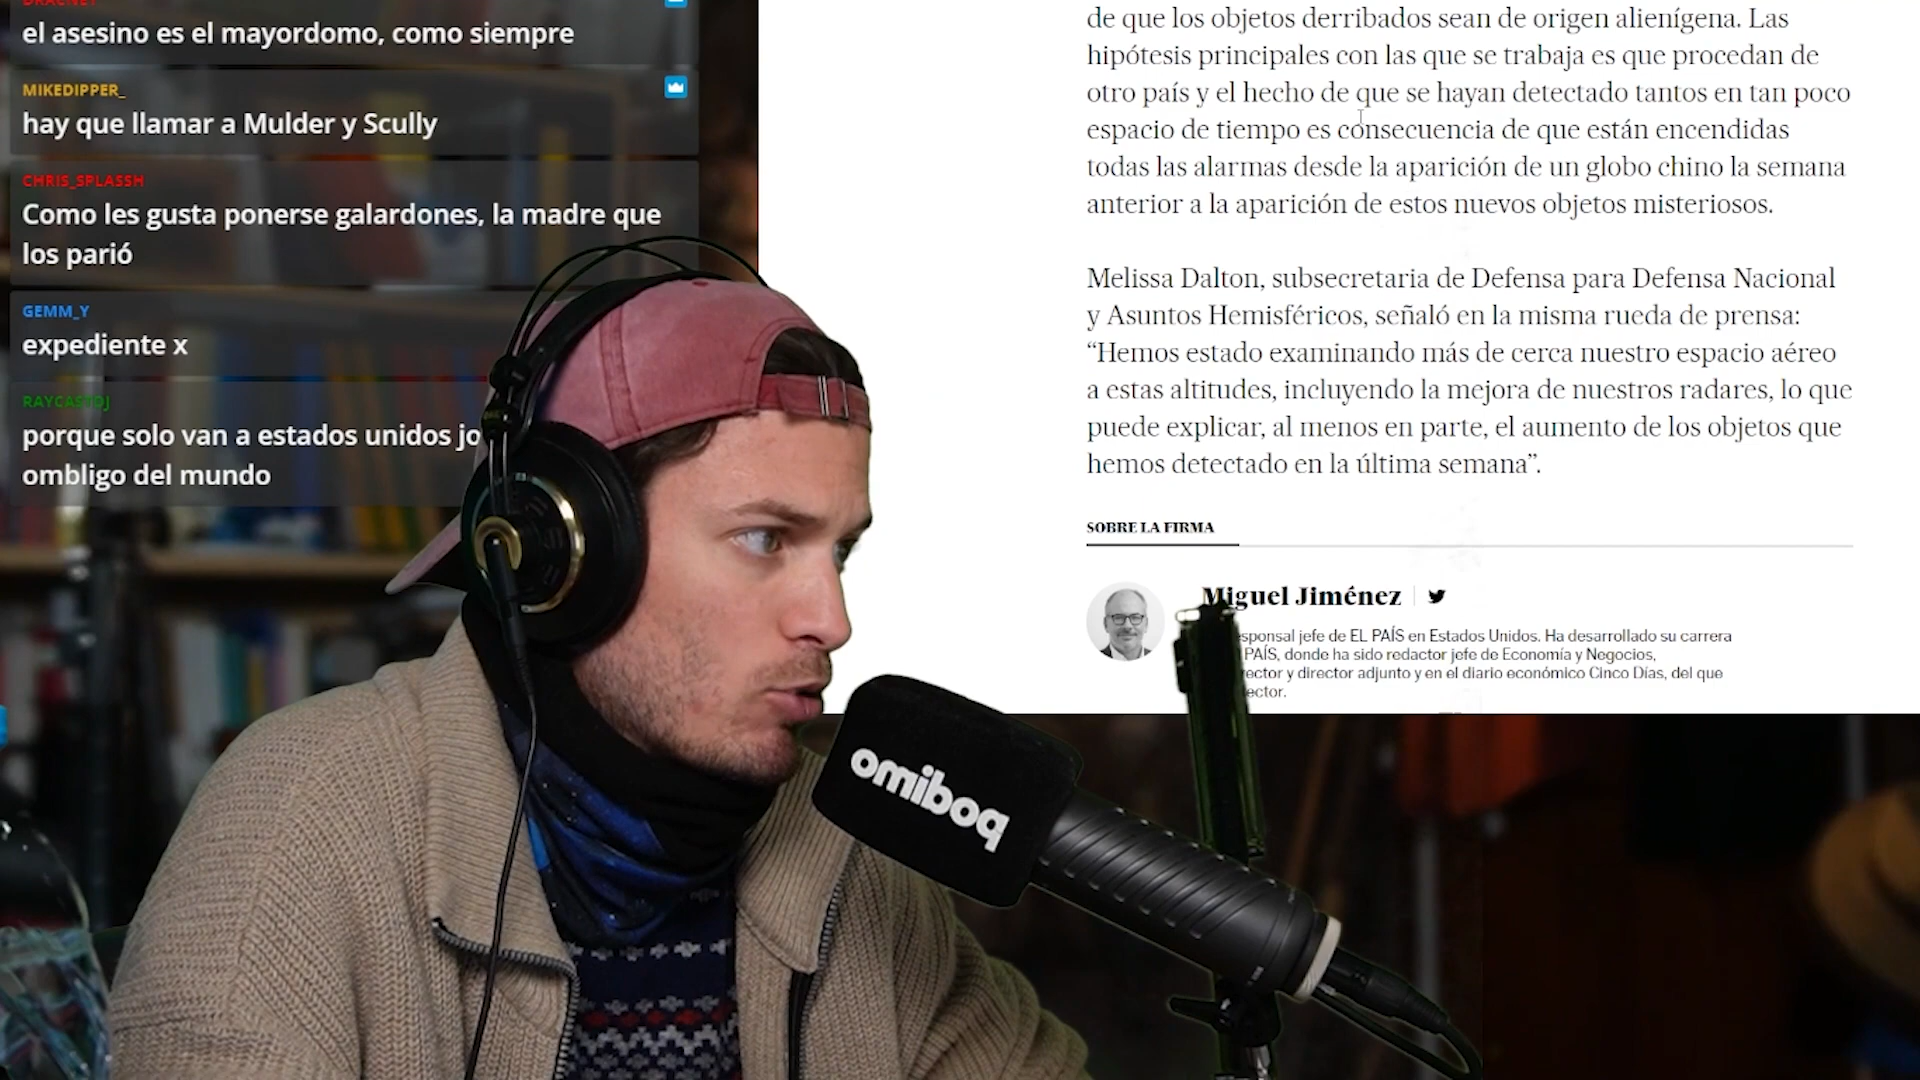 DRACNET
el asesino es el mayordomo, como siempre
MIKEDIPPER_
hay que llamar a Mulder y Scully
CHRIS_SPLASSH
Como les gusta ponerse galardones, la madre que
los parió
GEMM_Y
expediente x
RAYCASTOJ
porque solo van a estados unidos jo
ombligo del mundo
de que los objetos derribados sean de origen alienígena. Las
hipótesis principales con las que se trabaja es que procedan de
otro país y el hecho de que se hayan detectado tantos en tan poco
espacio de tiempo es consecuencia de que están encendidas
todas las alarmas desde la aparición de un globo chino la semana
anterior a la aparición de estos nuevos objetos misteriosos.
Melissa Dalton, subsecretaria de Defensa para Defensa Nacional
y Asuntos Hemisféricos, señaló en la misma rueda de prensa:
“Hemos estado examinando más de cerca nuestro espacio aéreo
a estas altitudes, incluyendo la mejora de nuestros radares, lo que
puede explicar, al menos en parte, el aumento de los objetos que
hemos detectado en la última semana”.
SOBRE LA FIRMA
Miguel Jiménez
esponsal jefe de EL PAÍS en Estados Unidos. Ha desarrollado su carrera
PAÍS, donde ha sido redactor jefe de Economía y Negocios,
rector y director adjunto y en el diario económico Cinco Días, del que
ector.
podimo